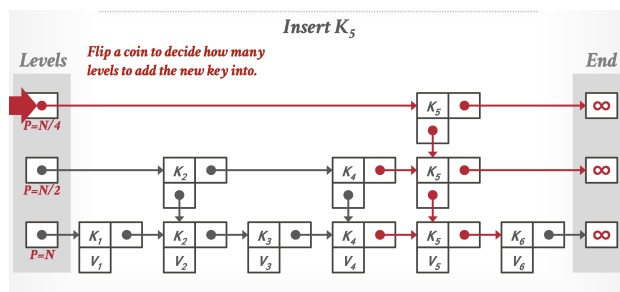 Insert K5
Flip a coin to decide how many
levels to add the new key into.
Levels
End
K5
∞
P=N/4
K2
K4
K5
∞
P=N/2
K1
K2
K3
K4
K5
K6
∞
P=N
V1
V2
V3
V4
V5
V6